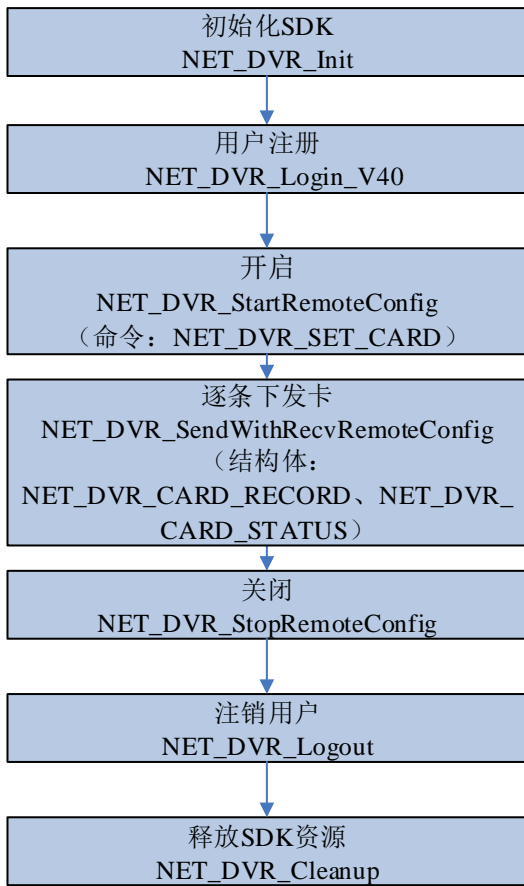 初始化SDK
NET_DVR_Init
用户注册
NET_DVR_Login_V40
开启
NET_DVR_StartRemoteConfig
（命令：NET_DVR_SET_CARD）
逐条下发卡
NET_DVR_SendWithRecvRemoteConfig
（结构体：
NET_DVR_CARD_RECORD、NET_DVR_
CARD_STATUS）
关闭
NET_DVR_StopRemoteConfig
注销用户
NET_DVR_Logout
释放SDK资源
NET_DVR_Cleanup